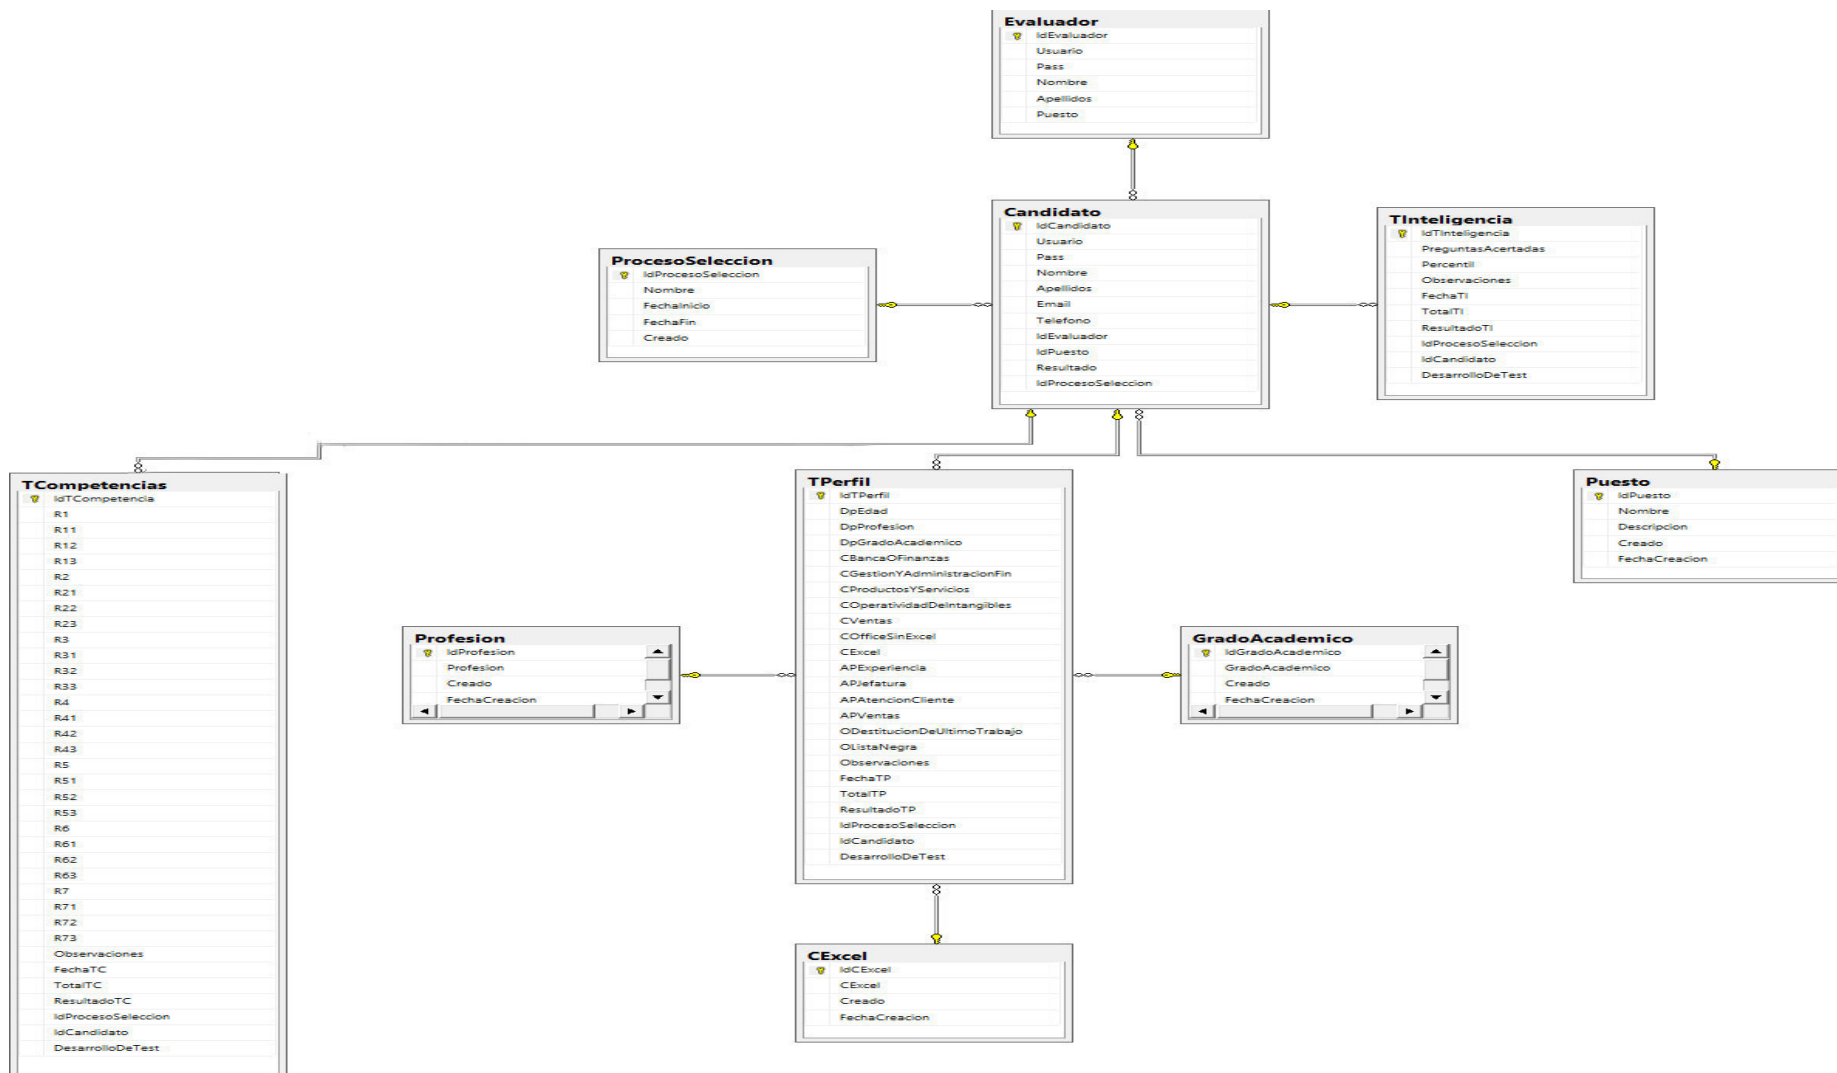 Evaluador
IdEvaluador
Usuario
Pass
Nombre
Apellidos
Puesto
Candidato
IdCandidato
Usuario
Pass
Nombre
Apellidos
Email
Telefono
IdEvaluador
IdPuesto
Resultado
IdProcesoSeleccion
TInteligencia
IdTInteligencia
PreguntasAcertadas
Percentil
Observaciones
FechaTI
TotalTI
ResultadoTI
IdProcesoSeleccion
IdCandidato
DesarrolloDeTest
ProcesoSeleccion
IdProcesoSeleccion
Nombre
FechaInicio
FechaFin
Creado
TCompetencias
IdTCompetencia
R1
R11
R12
R13
R2
R21
R22
R23
R3
R31
R32
R33
R4
R41
R42
R43
R5
R51
R52
R53
R6
R61
R62
R63
R7
R71
R72
R73
Observaciones
FechaTC
TotalTC
ResultadoTC
IdProcesoSeleccion
IdCandidato
DesarrolloDeTest
TPerfil
IdTPerfil
DpEdad
DpProfesion
DpGradoAcademico
CBancaOFinanzas
CGestionYAdministracionFin
CProductosYServicios
COperatividadDeIntangibles
CVentas
COfficeSinExcel
CExcel
APExperiencia
APJefatura
APAtencionCliente
APVentas
ODestitucionDeUltimoTrabajo
OListaNegra
Observaciones
FechaTP
TotalTP
ResultadoTP
IdProcesoSeleccion
IdCandidato
DesarrolloDeTest
Puesto
IdPuesto
Nombre
Descripcion
Creado
FechaCreacion
Profesion
IdProfesion
Profesion
Creado
FechaCreacion
GradoAcademico
IdGradoAcademico
GradoAcademico
Creado
FechaCreacion
CExcel
IdCExcel
CExcel
Creado
FechaCreacion